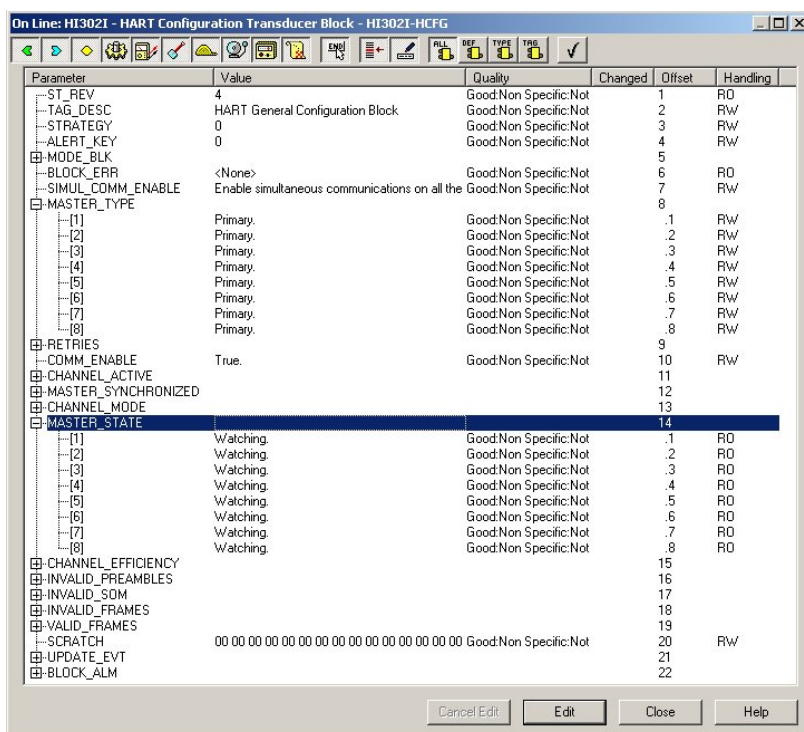 On Line: HI302I - HART Configuration Transducer Block - HI302I-HCFG
END ALL DEF TYPE TAG
Parameter Value Quality Changed Offset Handling
ST_REV 4 Good:Non Specific:Not 1 RO
TAG_DESC HART General Configuration Block Good:Non Specific:Not 2 RW
STRATEGY 0 Good:Non Specific:Not 3 RW
ALERT_KEY 0 Good:Non Specific:Not 4 RW
MODE_BLK 5
BLOCK_ERR <None> Good:Non Specific:Not 6 RO
SIMUL_COMM_ENABLE Enable simultaneous communications on all the Good:Non Specific:Not 7 RW
MASTER_TYPE 8
[1] Primary. Good:Non Specific:Not .1 RW
[2] Primary. Good:Non Specific:Not .2 RW
[3] Primary. Good:Non Specific:Not .3 RW
[4] Primary. Good:Non Specific:Not .4 RW
[5] Primary. Good:Non Specific:Not .5 RW
[6] Primary. Good:Non Specific:Not .6 RW
[7] Primary. Good:Non Specific:Not .7 RW
[8] Primary. Good:Non Specific:Not .8 RW
RETRIES 9
COMM_ENABLE True. Good:Non Specific:Not 10 RW
CHANNEL_ACTIVE 11
MASTER_SYNCHRONIZED 12
CHANNEL_MODE 13
MASTER_STATE 14
[1] Watching. Good:Non Specific:Not .1 RO
[2] Watching. Good:Non Specific:Not .2 RO
[3] Watching. Good:Non Specific:Not .3 RO
[4] Watching. Good:Non Specific:Not .4 RO
[5] Watching. Good:Non Specific:Not .5 RO
[6] Watching. Good:Non Specific:Not .6 RO
[7] Watching. Good:Non Specific:Not .7 RO
[8] Watching. Good:Non Specific:Not .8 RO
CHANNEL_EFFICIENCY 15
INVALID_PREAMBLES 16
INVALID_SOM 17
INVALID_FRAMES 18
VALID_FRAMES 19
SCRATCH 00 00 00 00 00 00 00 00 00 00 00 00 00 00 00 00 Good:Non Specific:Not 20 RW
UPDATE_EVT 21
BLOCK_ALM 22
Cancel Edit Edit Close Help